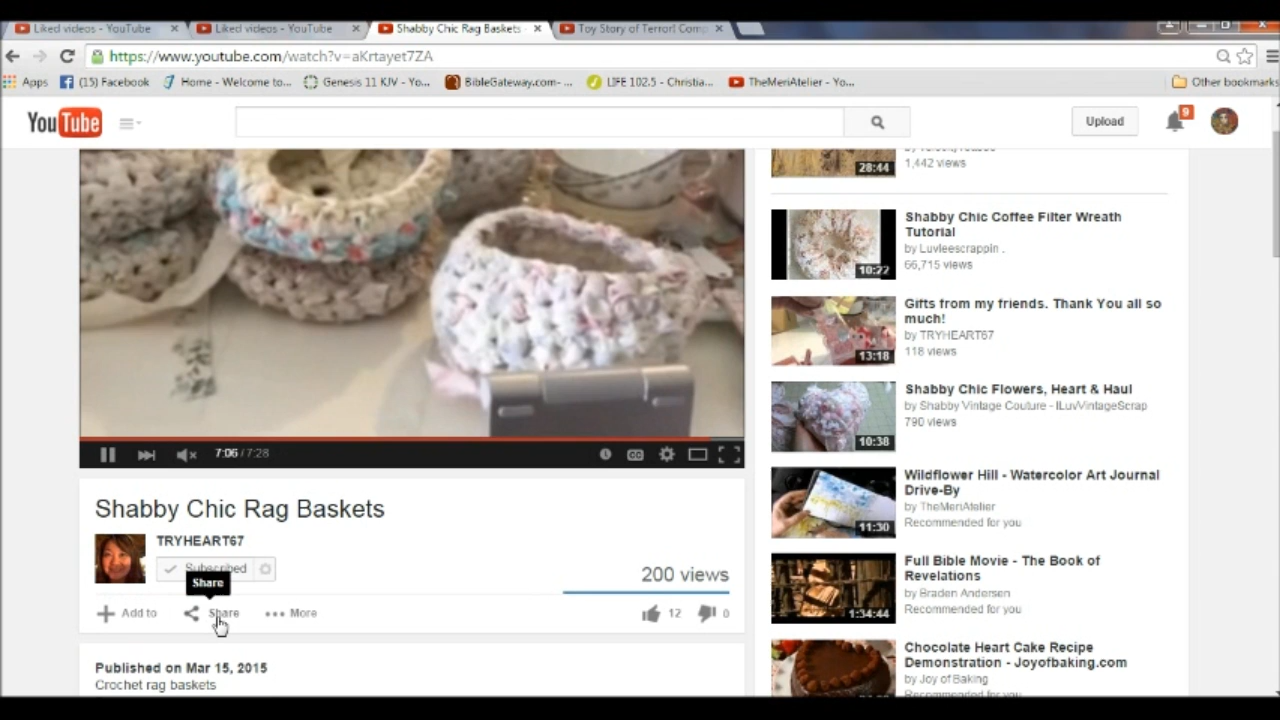 Liked videos - YouTube
Liked videos - YouTube
Shabby Chic Rag Baskets
Toy Story of Terror! Comp
https://www.youtube.com/watch?v=aKrtayet7ZA
Apps
(15) Facebook
Home - Welcome to...
Genesis 11 KJV - Yo...
BibleGateway.com- ...
LIFE 102.5 - Christia...
TheMeriAtelier - Yo...
Other bookmarks
YouTube
Upload
9
28:44
1,442 views
Shabby Chic Coffee Filter Wreath
Tutorial
by Luvleescrappin .
66,715 views
10:22
Gifts from my friends. Thank You all so
much!
by TRYHEART67
118 views
13:18
Shabby Chic Flowers, Heart & Haul
by Shabby Vintage Couture - ILuvVintageScrap
790 views
10:38
Wildflower Hill - Watercolor Art Journal
Drive-By
by TheMeriAtelier
Recommended for you
11:30
Full Bible Movie - The Book of
Revelations
by Braden Andersen
Recommended for you
1:34:44
Chocolate Heart Cake Recipe
Demonstration - Joyofbaking.com
by Joy of Baking
Recommended for you
7:06 / 7:28
CC
Shabby Chic Rag Baskets
TRYHEART67
Subscribed
Share
200 views
Add to
Share
More
12
0
Published on Mar 15, 2015
Crochet rag baskets